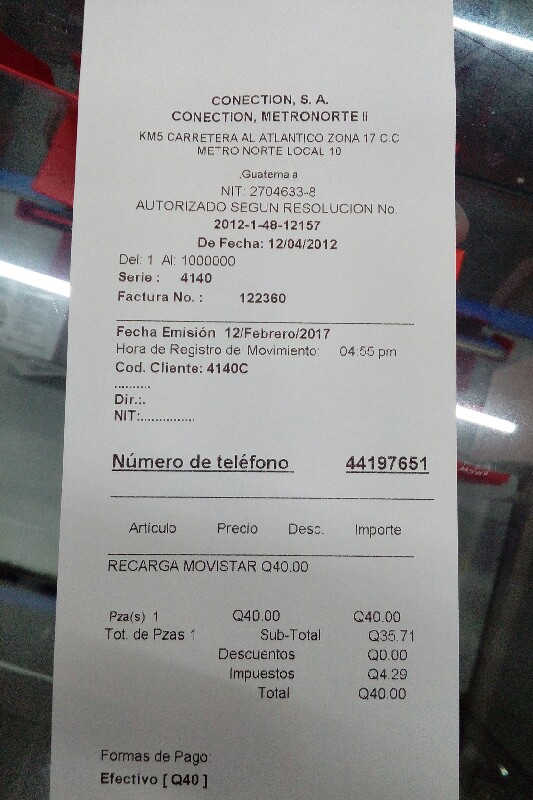 CONECTION, S. A.
CONECTION, METRONORTE Ii
KM5 CARRETERA AL ATLANTICO ZONA 17 C.C
METRO NORTE LOCAL 10
,Guatema a
NIT: 2704633-8
AUTORIZADO SEGUN RESOLUCION No.
2012-1-48-12157
De Fecha: 12/04/2012
Del: 1 Al: 1000000
Serie : 4140
Factura No. : 122360
Fecha Emisión 12/Febrero/2017
Hora de Registro de Movimiento: 04:55 pm
Cod. Cliente: 4140C
..........
Dir.:.
NIT:..............
Número de teléfono 44197651
Artículo Precio Desc. Importe
RECARGA MOVISTAR Q40.00
Pza(s) 1 Q40.00 Q40.00
Tot. de Pzas 1 Sub-Total Q35.71
Descuentos Q0.00
Impuestos Q4.29
Total Q40.00
Formas de Pago:
Efectivo [ Q40 ]